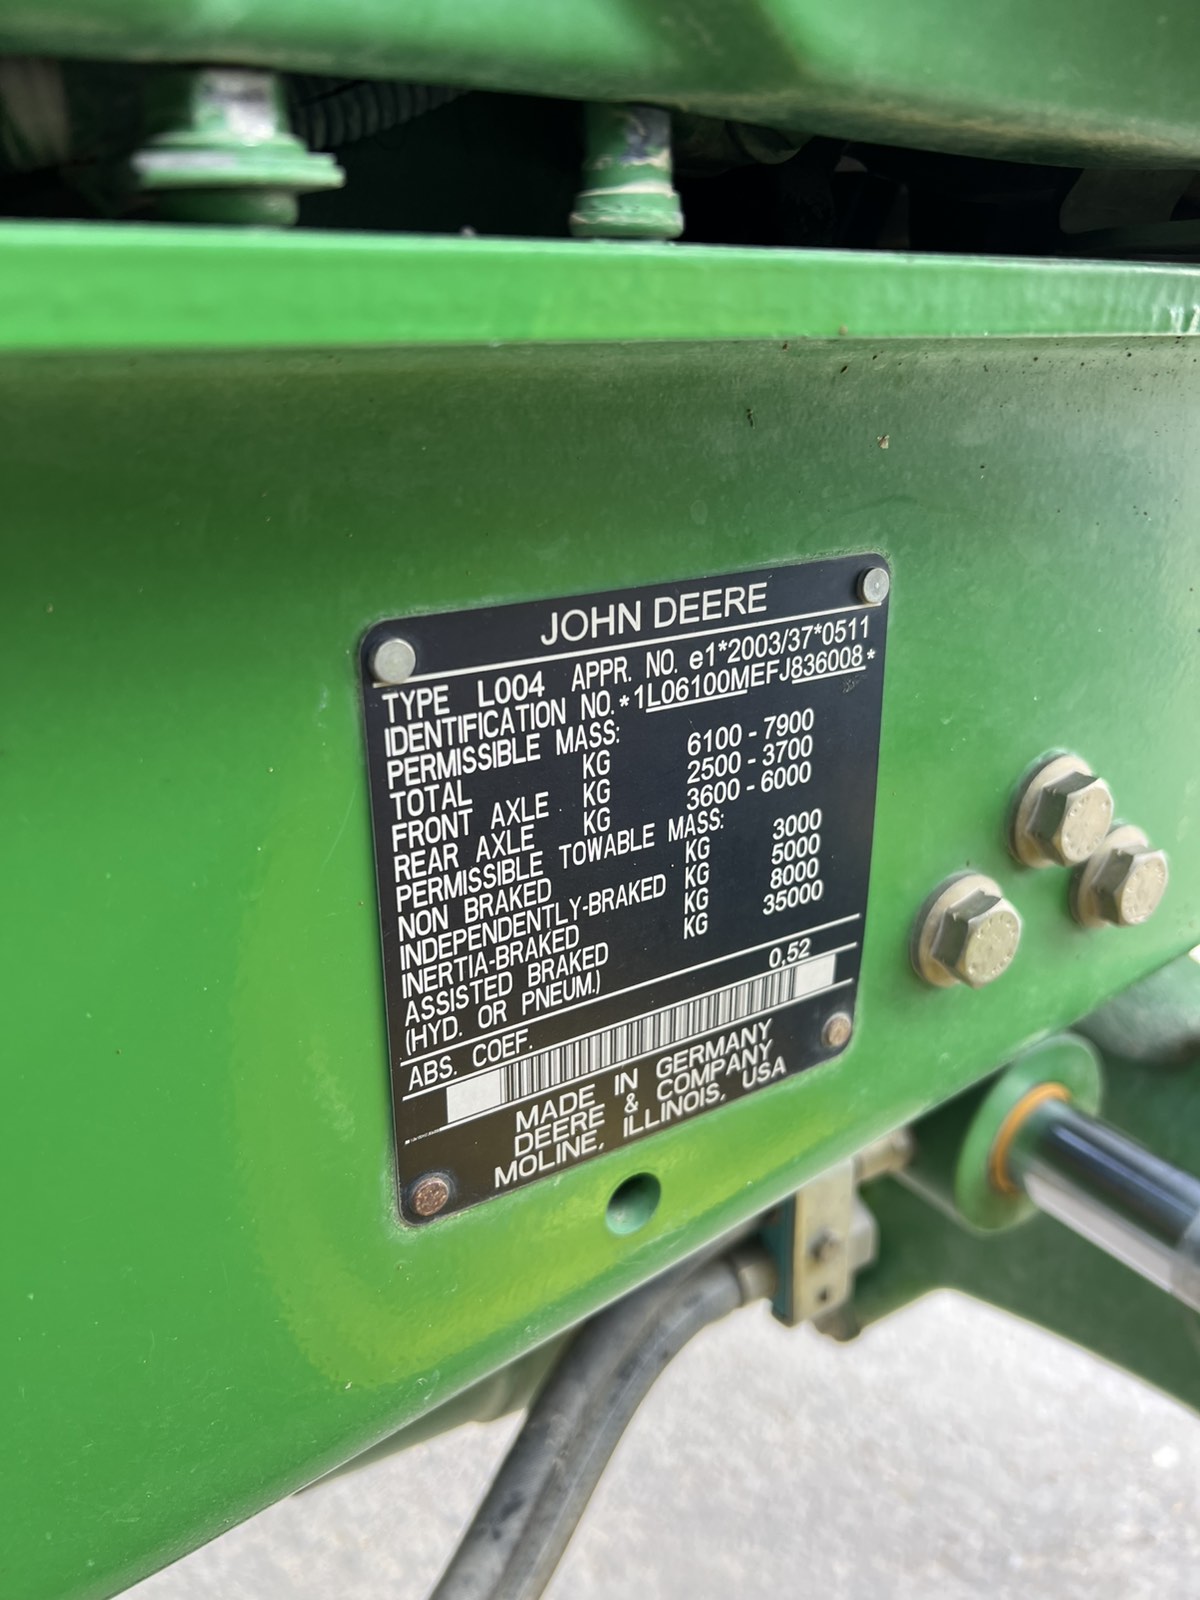 JOHN DEERE
TYPE L004 APPR. NO. e1*2003/37*0511
IDENTIFICATION NO. *1L06100MEFJ836008*
PERMISSIBLE MASS:
TOTAL KG 6100 - 7900
FRONT AXLE KG 2500 - 3700
REAR AXLE KG 3600 - 6000
PERMISSIBLE TOWABLE MASS:
NON BRAKED KG 3000
INDEPENDENTLY-BRAKED KG 5000
INERTIA-BRAKED KG 8000
ASSISTED BRAKED KG 35000
(HYD. OR PNEUM.)
ABS. COEF. 0,52
MADE IN GERMANY
DEERE & COMPANY
MOLINE, ILLINOIS, USA